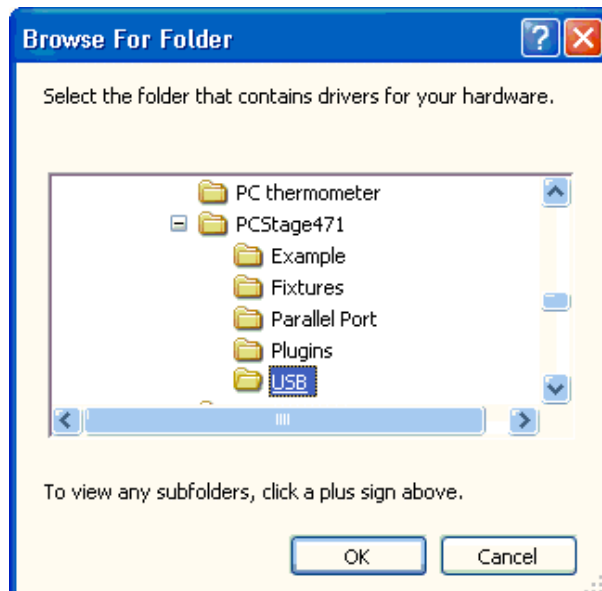 Browse For Folder
Select the folder that contains drivers for your hardware.
PC thermometer
PCStage471
Example
Fixtures
Parallel Port
Plugins
USB
To view any subfolders, click a plus sign above.
OK
Cancel